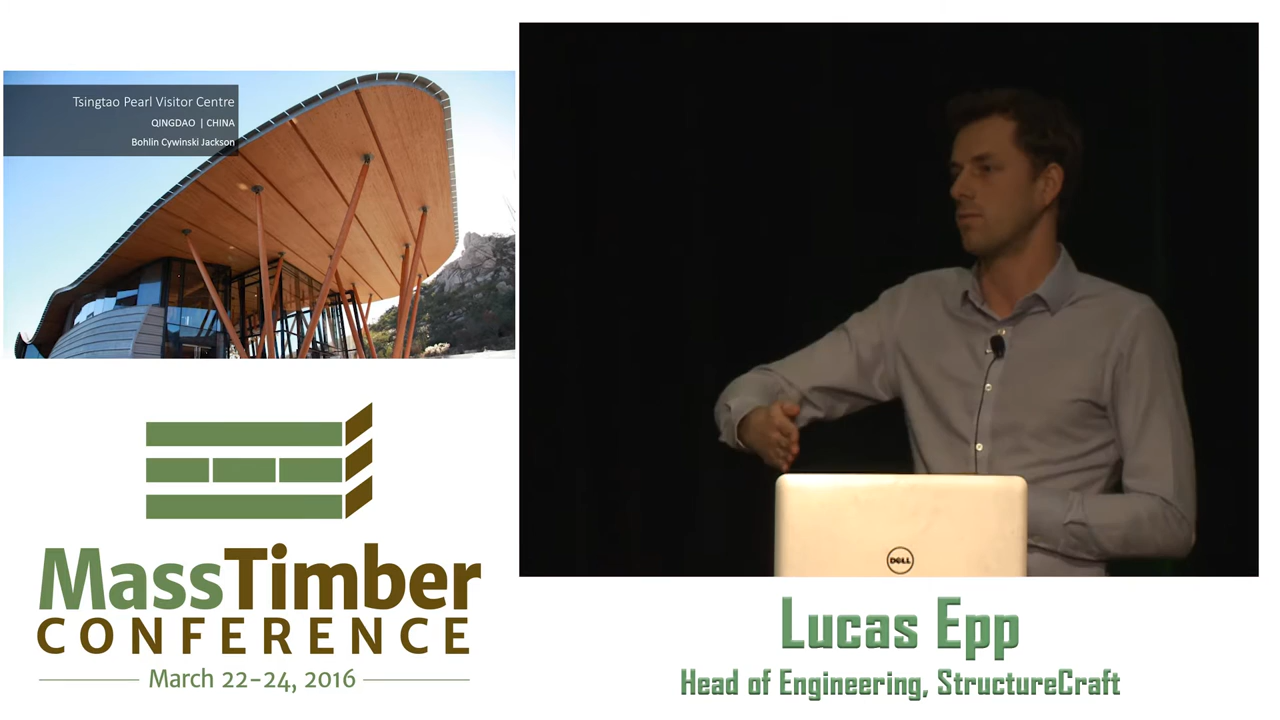 Tsingtao Pearl Visitor Centre
QINGDAO | CHINA
Bohlin Cywinski Jackson
MassTimber
CONFERENCE
March 22-24, 2016
DELL
Lucas Epp
Head of Engineering, StructureCraft